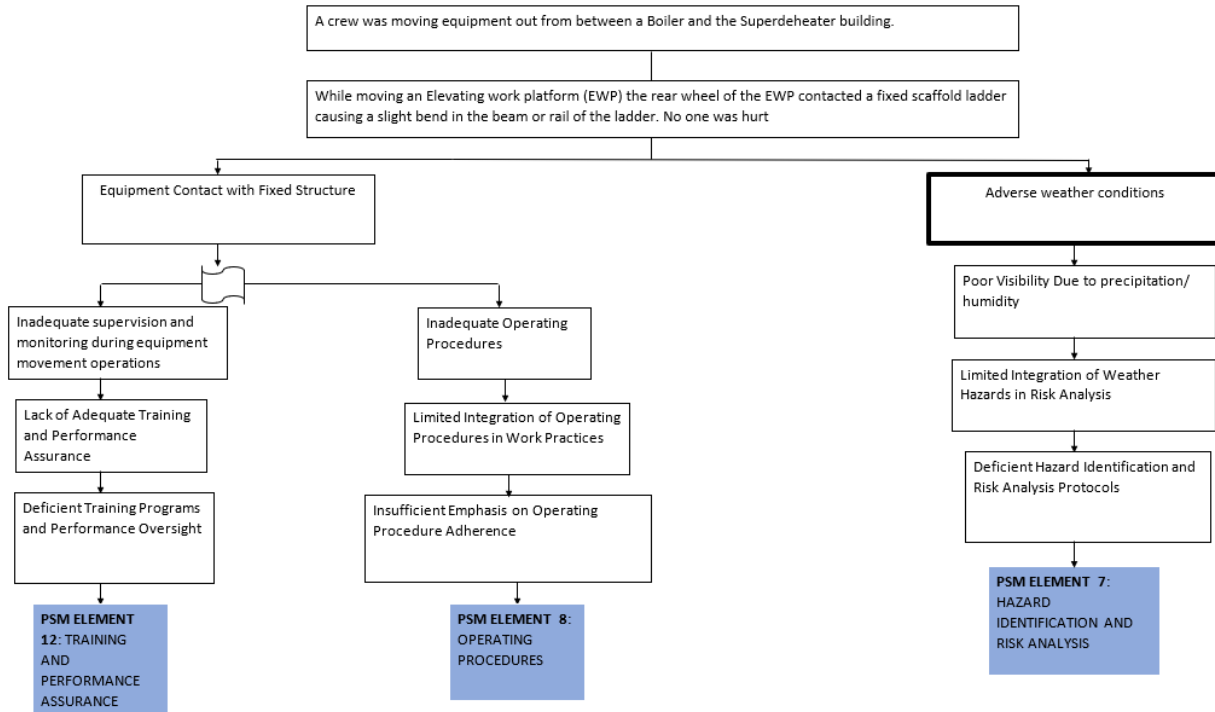 A crew was moving equipment out from between a Boiler and the Superdeheater building.
While moving an Elevating work platform (EWP) the rear wheel of the EWP contacted a fixed scaffold ladder
causing a slight bend in the beam or rail of the ladder. No one was hurt
Equipment Contact with Fixed Structure
Adverse weather conditions
Inadequate supervision and
monitoring during equipment
movement operations
Lack of Adequate Training
and Performance
Assurance
Deficient Training Programs
and Performance Oversight
PSM ELEMENT
12: TRAINING
AND
PERFORMANCE
ASSURANCE
Inadequate Operating
Procedures
Limited Integration of Operating
Procedures in Work Practices
Insufficient Emphasis on Operating
Procedure Adherence
PSM ELEMENT 8:
OPERATING
PROCEDURES
Poor Visibility Due to precipitation/
humidity
Limited Integration of Weather
Hazards in Risk Analysis
Deficient Hazard Identification and
Risk Analysis Protocols
PSM ELEMENT 7:
HAZARD
IDENTIFICATION AND
RISK ANALYSIS